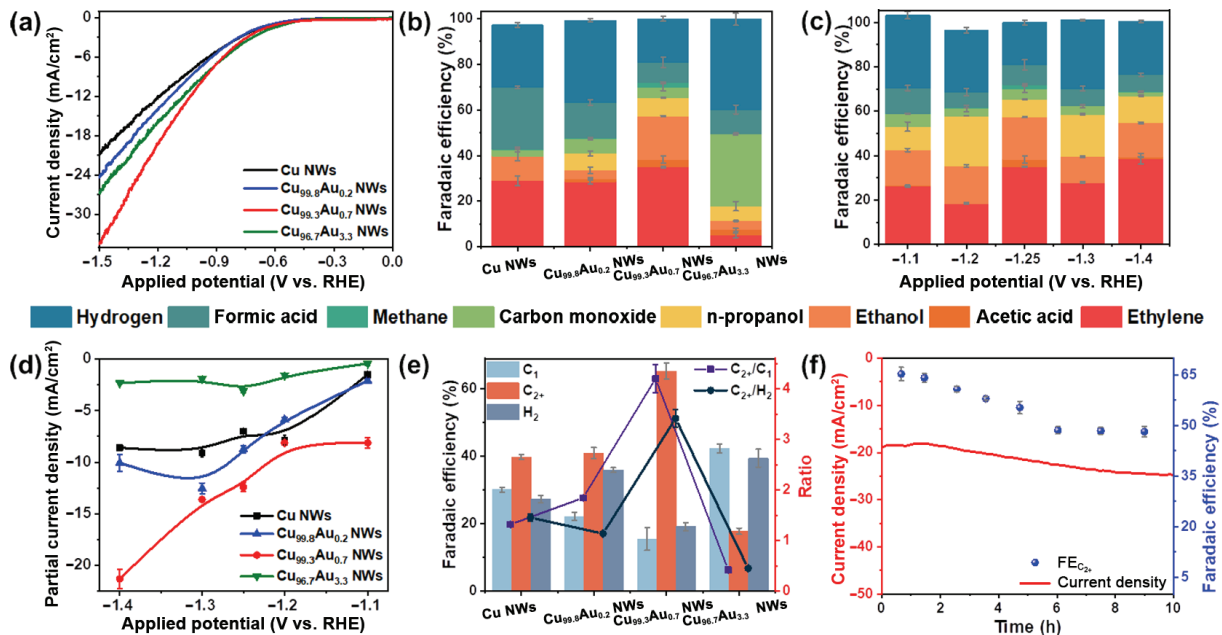 (a)
Current density (mA/cm²)
0
−6
−12
−18
−24
−30
Cu NWs
Cu₉₉.₈Au₀.₂ NWs
Cu₉₉.₃Au₀.₇ NWs
Cu₉₆.₇Au₃.₃ NWs
−1.5 −1.2 −0.9 −0.6 −0.3 0.0
Applied potential (V vs. RHE)
(b)
Faradaic efficiency (%)
100
80
60
40
20
0
Cu NWs Cu₉₉.₈Au₀.₂ NWs Cu₉₉.₃Au₀.₇ NWs Cu₉₆.₇Au₃.₃ NWs
(c)
Faradaic efficiency (%)
100
80
60
40
20
0
−1.1 −1.2 −1.25 −1.3 −1.4
Applied potential (V vs. RHE)
Hydrogen Formic acid Methane Carbon monoxide n-propanol Ethanol Acetic acid Ethylene
(d)
Partial current density (mA/cm²)
0
−5
−10
−15
−20
Cu NWs
Cu₉₉.₈Au₀.₂ NWs
Cu₉₉.₃Au₀.₇ NWs
Cu₉₆.₇Au₃.₃ NWs
−1.4 −1.3 −1.2 −1.1
Applied potential (V vs. RHE)
(e)
Faradaic efficiency (%)
60
40
20
0
C₁
C₂₊
H₂
C₂₊/C₁
C₂₊/H₂
4
3
2
1
0
Ratio
Cu NWs Cu₉₉.₈Au₀.₂ NWs Cu₉₉.₃Au₀.₇ NWs Cu₉₆.₇Au₃.₃ NWs
(f)
Current density (mA/cm²)
0
−10
−20
−30
−40
−50
FE_C₂₊
Current density
65
50
35
20
5
Faradaic efficiency (%)
0 2 4 6 8 10
Time (h)